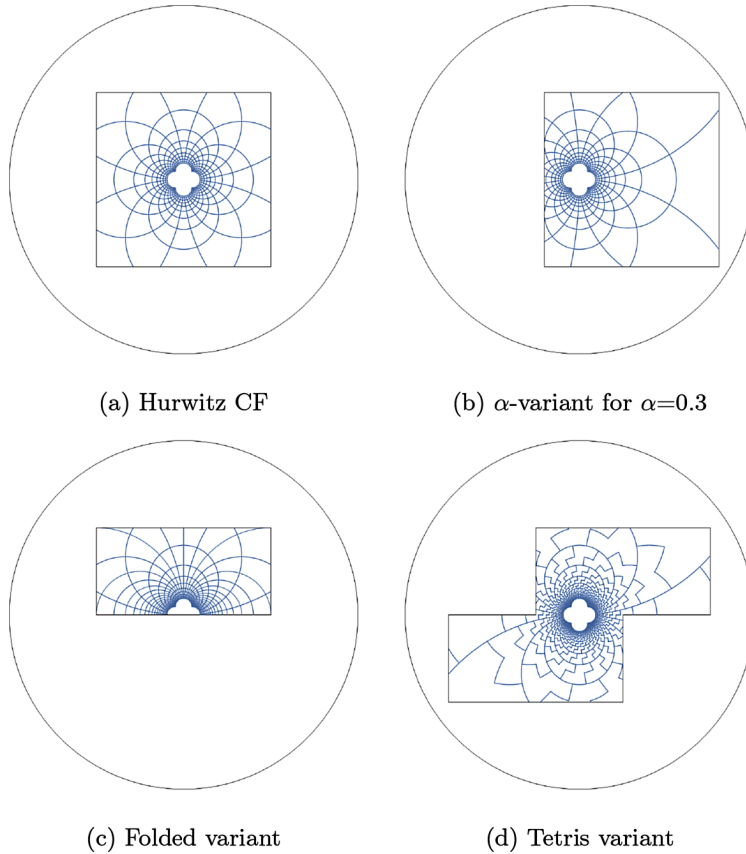 (a) Hurwitz CF
(b) α-variant for α=0.3
(c) Folded variant
(d) Tetris variant